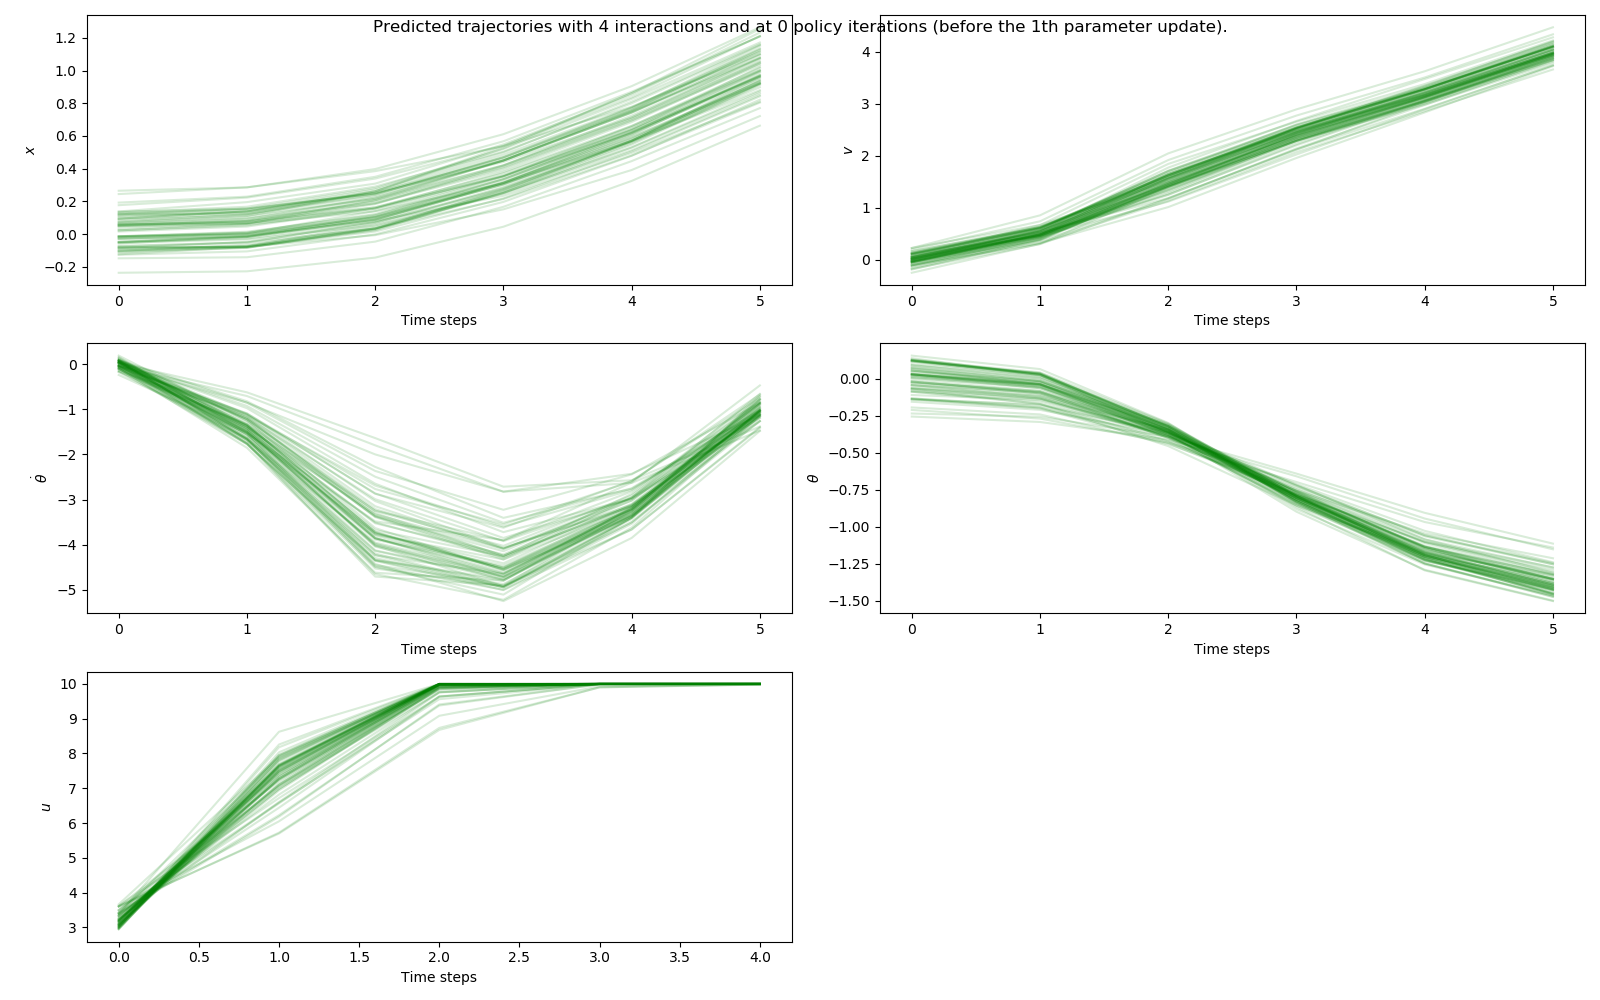 Predicted trajectories with 4 interactions and at 0 policy iterations (before the 1th parameter update).
1.2
1.0
0.8
0.6
0.4
0.2
0.0
−0.2
x
0 1 2 3 4 5
Time steps
4
3
2
1
0
v
0 1 2 3 4 5
Time steps
0
−1
−2
−3
−4
−5
θ̇
0 1 2 3 4 5
Time steps
0.00
−0.25
−0.50
−0.75
−1.00
−1.25
−1.50
θ
0 1 2 3 4 5
Time steps
10
9
8
7
6
5
4
3
u
0.0 0.5 1.0 1.5 2.0 2.5 3.0 3.5 4.0
Time steps